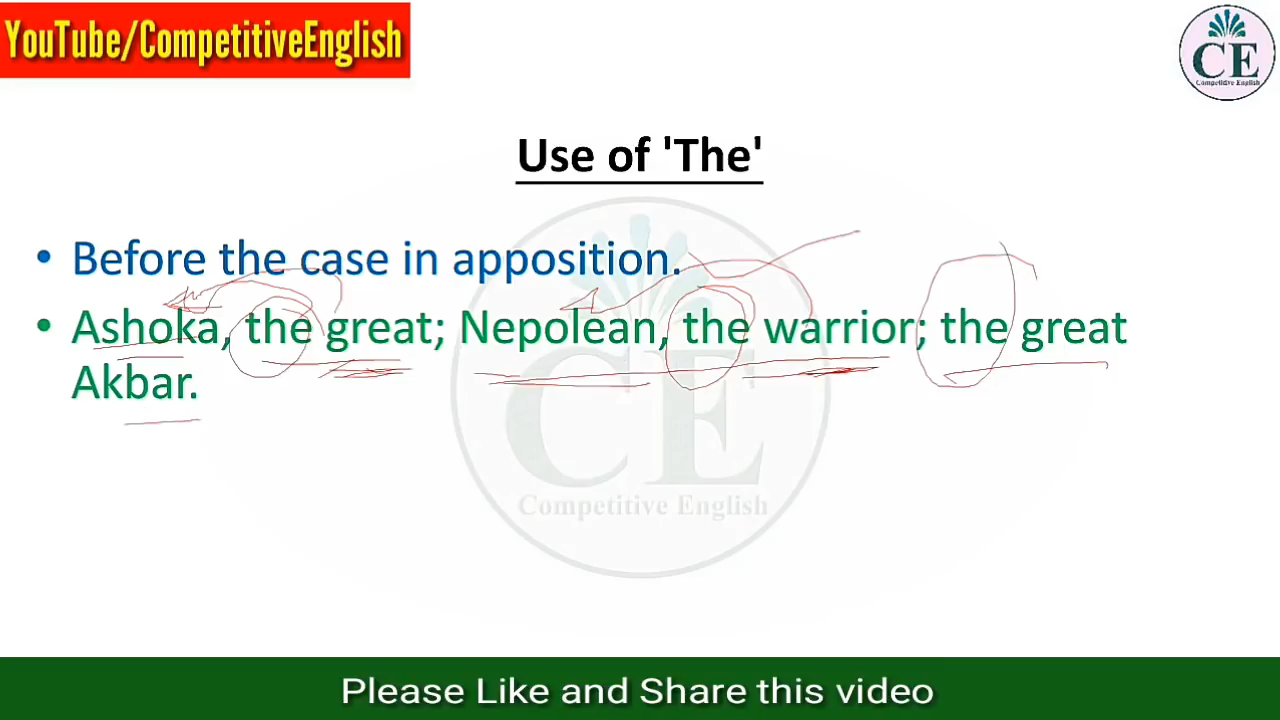 YouTube/CompetitiveEnglish
CE
Competitive English
Use of 'The'
• Before the case in apposition.
• Ashoka, the great; Nepolean, the warrior; the great
Akbar.
CE
Competitive English
Please Like and Share this video